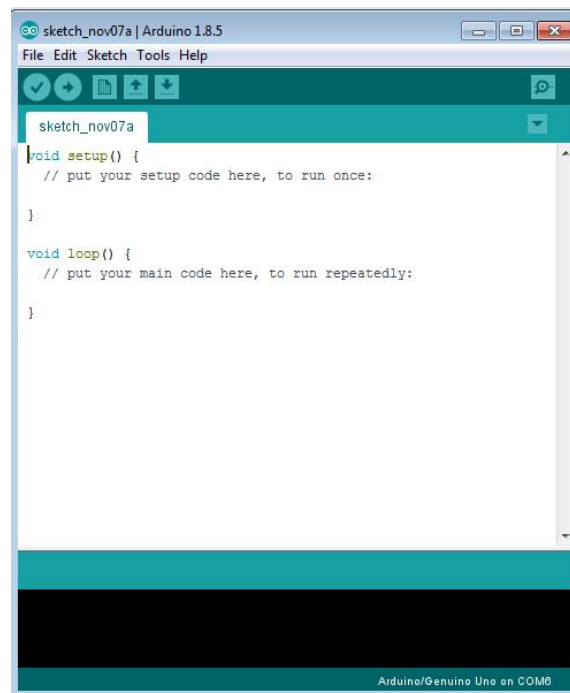 sketch_nov07a | Arduino 1.8.5
File Edit Sketch Tools Help
sketch_nov07a
void setup() {
  // put your setup code here, to run once:
}
void loop() {
  // put your main code here, to run repeatedly:
}
Arduino/Genuino Uno on COM6